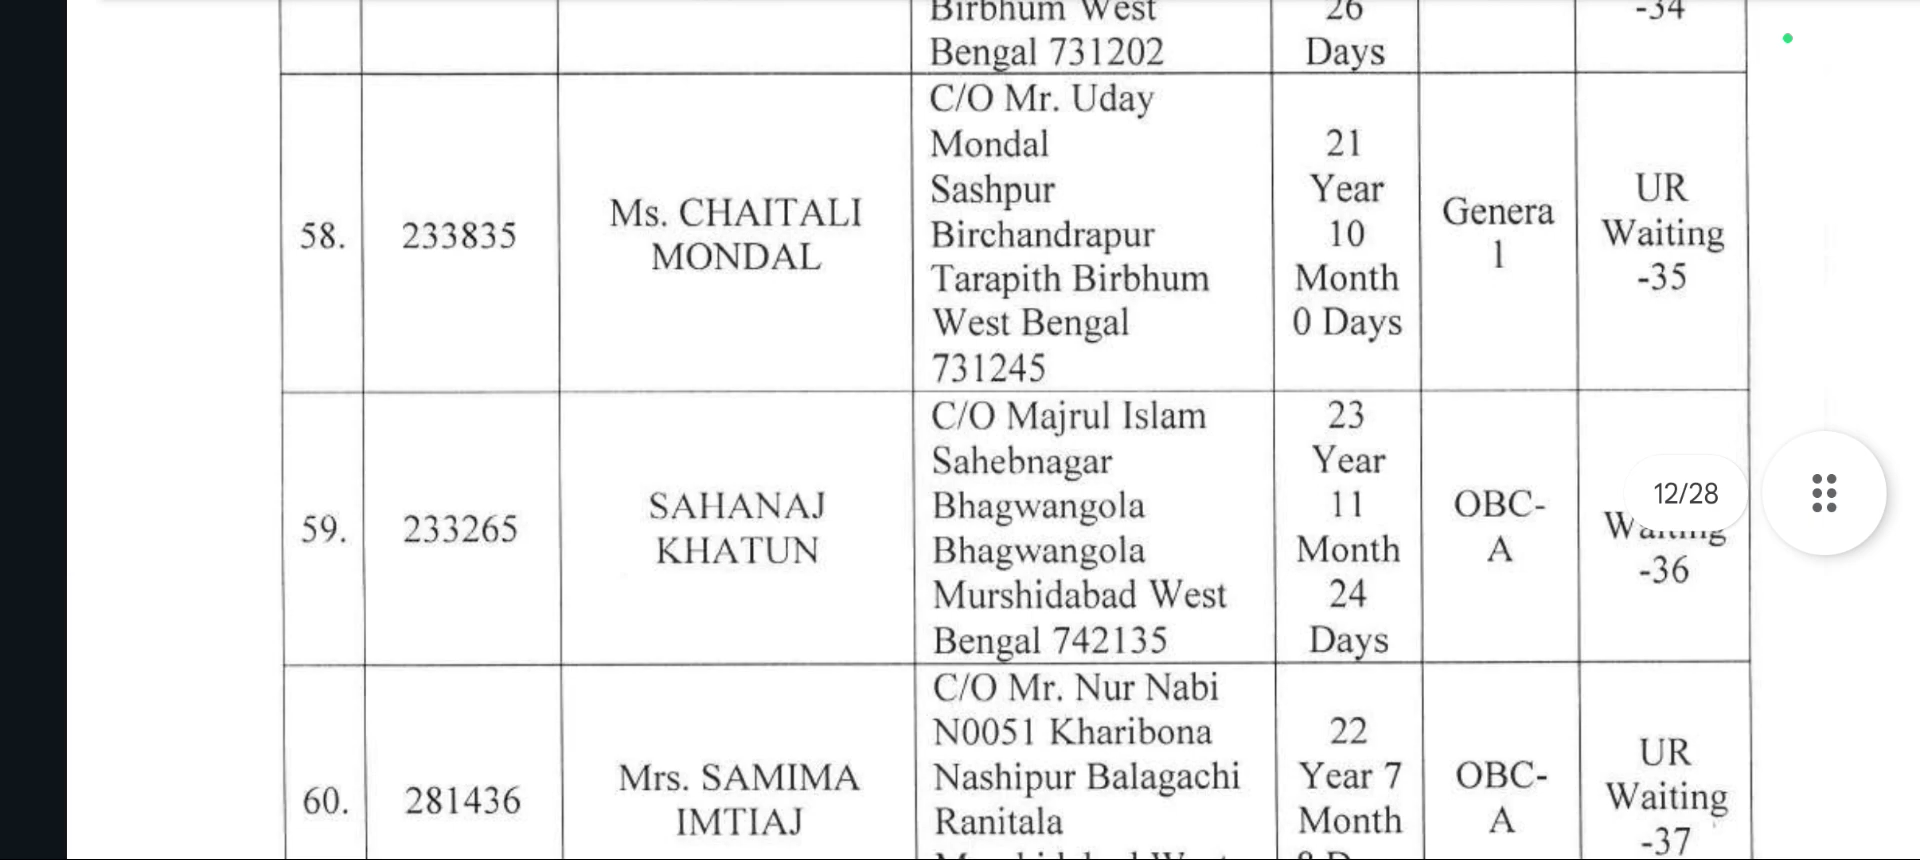 Birbhum West
Bengal 731202
26
Days
-34
58.
233835
Ms. CHAITALI
MONDAL
C/O Mr. Uday
Mondal
Sashpur
Birchandrapur
Tarapith Birbhum
West Bengal
731245
21
Year
10
Month
0 Days
Genera
l
UR
Waiting
-35
59.
233265
SAHANAJ
KHATUN
C/O Majrul Islam
Sahebnagar
Bhagwangola
Bhagwangola
Murshidabad West
Bengal 742135
23
Year
11
Month
24
Days
OBC-
A
Waiting
-36
12/28
60.
281436
Mrs. SAMIMA
IMTIAJ
C/O Mr. Nur Nabi
N0051 Kharibona
Nashipur Balagachi
Ranitala
22
Year 7
Month
OBC-
A
UR
Waiting
-37